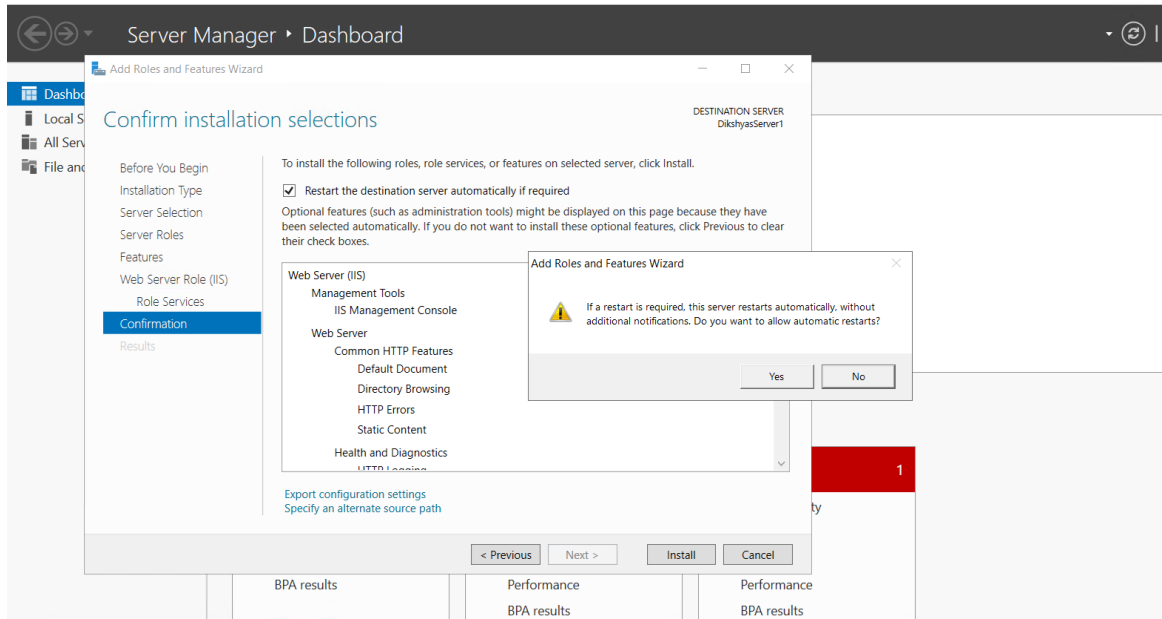 Server Manager ‣ Dashboard
Add Roles and Features Wizard
Dashbo
Local S
All Serv
File and
Confirm installation selections
DESTINATION SERVER
DikshyasServer1
Before You Begin
Installation Type
Server Selection
Server Roles
Features
Web Server Role (IIS)
Role Services
Confirmation
Results
To install the following roles, role services, or features on selected server, click Install.
Restart the destination server automatically if required
Optional features (such as administration tools) might be displayed on this page because they have
been selected automatically. If you do not want to install these optional features, click Previous to clear
their check boxes.
Web Server (IIS)
Management Tools
IIS Management Console
Web Server
Common HTTP Features
Default Document
Directory Browsing
HTTP Errors
Static Content
Health and Diagnostics
HTTP Logging
Export configuration settings
Specify an alternate source path
< Previous
Next >
Install
Cancel
Add Roles and Features Wizard
If a restart is required, this server restarts automatically, without
additional notifications. Do you want to allow automatic restarts?
Yes
No
1
ty
BPA results
Performance
BPA results
Performance
BPA results